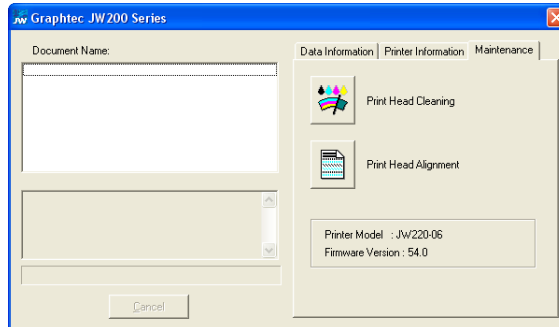 JW Graphtec JW200 Series
Document Name:
Data Information Printer Information Maintenance
Print Head Cleaning
Print Head Alignment
Printer Model : JW220-06
Firmware Version : 54.0
Cancel